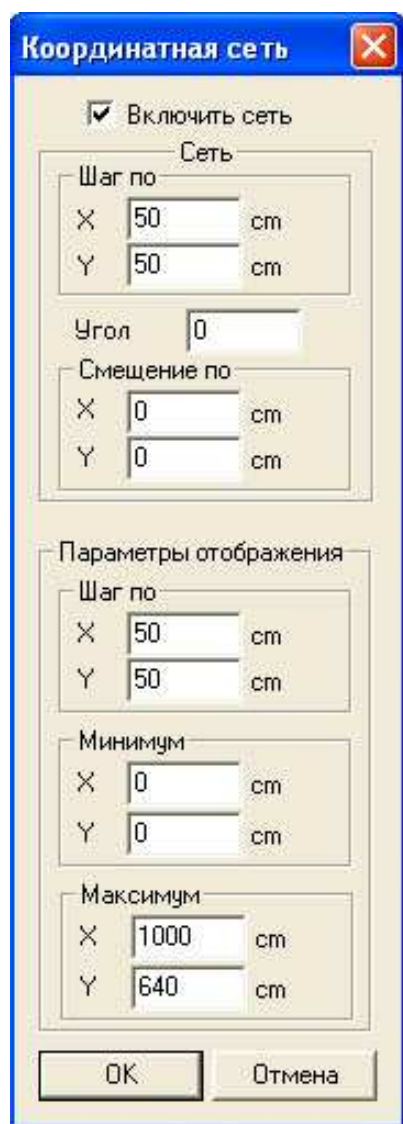 Координатная сеть
Включить сеть
Сеть
Шаг по
X 50 cm
Y 50 cm
Угол 0
Смещение по
X 0 cm
Y 0 cm
Параметры отображения
Шаг по
X 50 cm
Y 50 cm
Минимум
X 0 cm
Y 0 cm
Максимум
X 1000 cm
Y 640 cm
OK Отмена